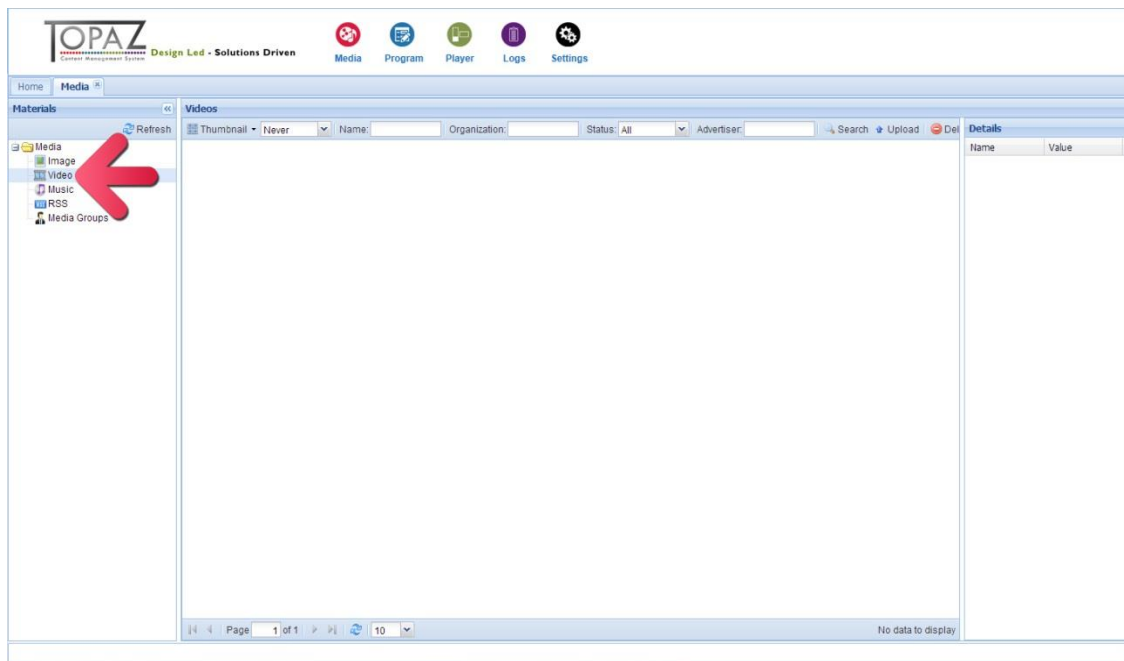 TOPAZ
Content Management System
Design Led - Solutions Driven
Media Program Player Logs Settings
Home Media
Materials
Refresh
Media
Image
Video
Music
RSS
Media Groups
Videos
Thumbnail Never Name: Organization: Status: All Advertiser: Search Upload Del
Details
Name Value
Page 1 of 1 10 No data to display